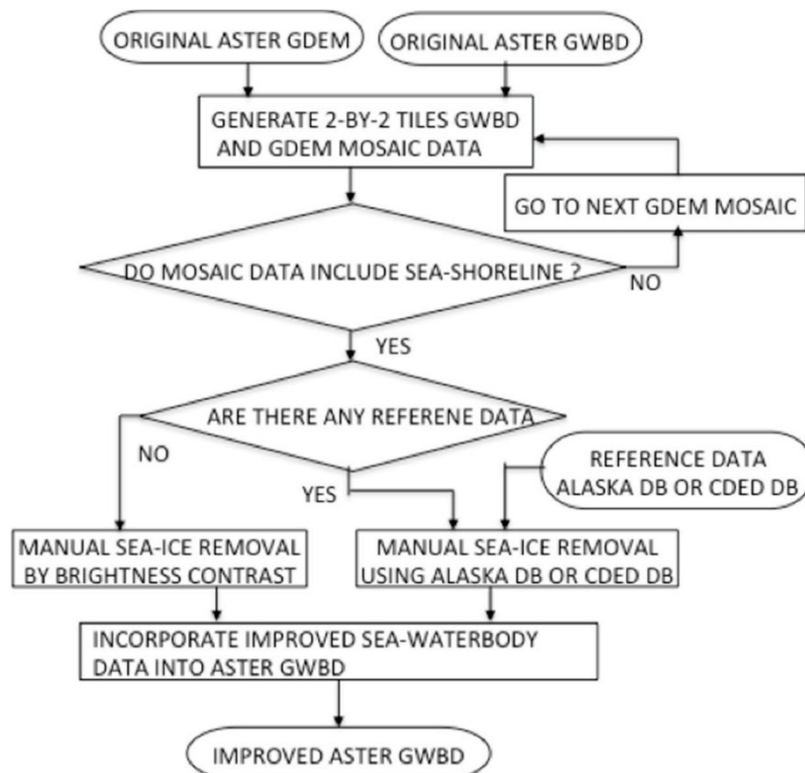 ORIGINAL ASTER GDEM
ORIGINAL ASTER GWBD
GENERATE 2-BY-2 TILES GWBD
AND GDEM MOSAIC DATA
GO TO NEXT GDEM MOSAIC
DO MOSAIC DATA INCLUDE SEA-SHORELINE ?
NO
YES
ARE THERE ANY REFERENE DATA
NO
YES
REFERENCE DATA
ALASKA DB OR CDED DB
MANUAL SEA-ICE REMOVAL
BY BRIGHTNESS CONTRAST
MANUAL SEA-ICE REMOVAL
USING ALASKA DB OR CDED DB
INCORPORATE IMPROVED SEA-WATERBODY
DATA INTO ASTER GWBD
IMPROVED ASTER GWBD